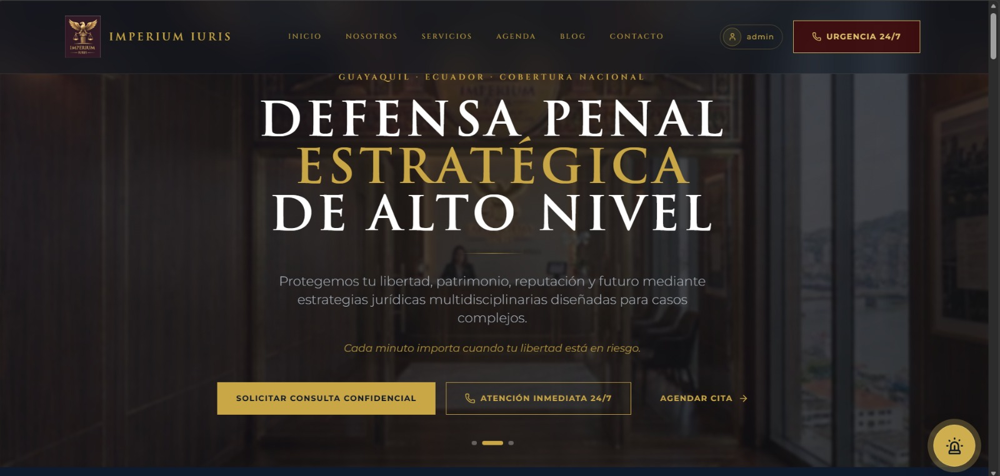 IMPERIUM
IURIS
IMPERIUM IURIS
INICIO
NOSOTROS
SERVICIOS
AGENDA
BLOG
CONTACTO
admin
URGENCIA 24/7
GUAYAQUIL · ECUADOR · COBERTURA NACIONAL
IMPERIUM
DEFENSA PENAL
ESTRATÉGICA
DE ALTO NIVEL
Protegemos tu libertad, patrimonio, reputación y futuro mediante
estrategias jurídicas multidisciplinarias diseñadas para casos
complejos.
Cada minuto importa cuando tu libertad está en riesgo.
SOLICITAR CONSULTA CONFIDENCIAL
ATENCIÓN INMEDIATA 24/7
AGENDAR CITA